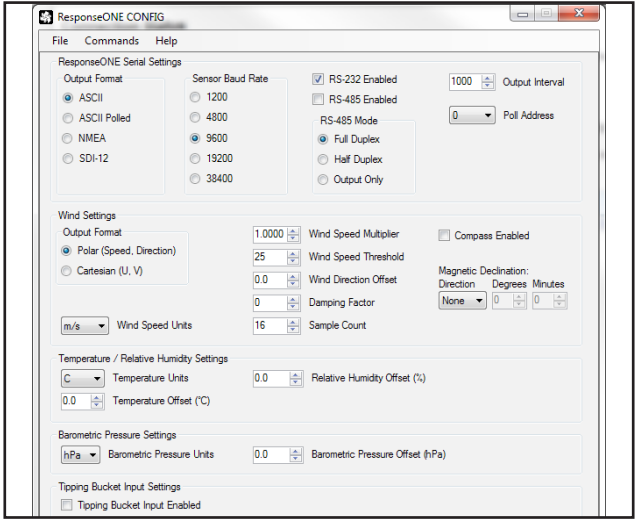 ResponseONE CONFIG
File Commands Help
ResponseONE Serial Settings
Output Format
ASCII
ASCII Polled
NMEA
SDI-12
Sensor Baud Rate
1200
4800
9600
19200
38400
RS-232 Enabled
RS-485 Enabled
RS-485 Mode
Full Duplex
Half Duplex
Output Only
1000 Output Interval
0 Poll Address
Wind Settings
Output Format
Polar (Speed, Direction)
Cartesian (U, V)
m/s Wind Speed Units
1.0000 Wind Speed Multiplier
25 Wind Speed Threshold
0.0 Wind Direction Offset
0 Damping Factor
16 Sample Count
Compass Enabled
Magnetic Declination:
Direction Degrees Minutes
None 0 0
Temperature / Relative Humidity Settings
C Temperature Units
0.0 Relative Humidity Offset (%)
0.0 Temperature Offset (°C)
Barometric Pressure Settings
hPa Barometric Pressure Units
0.0 Barometric Pressure Offset (hPa)
Tipping Bucket Input Settings
Tipping Bucket Input Enabled